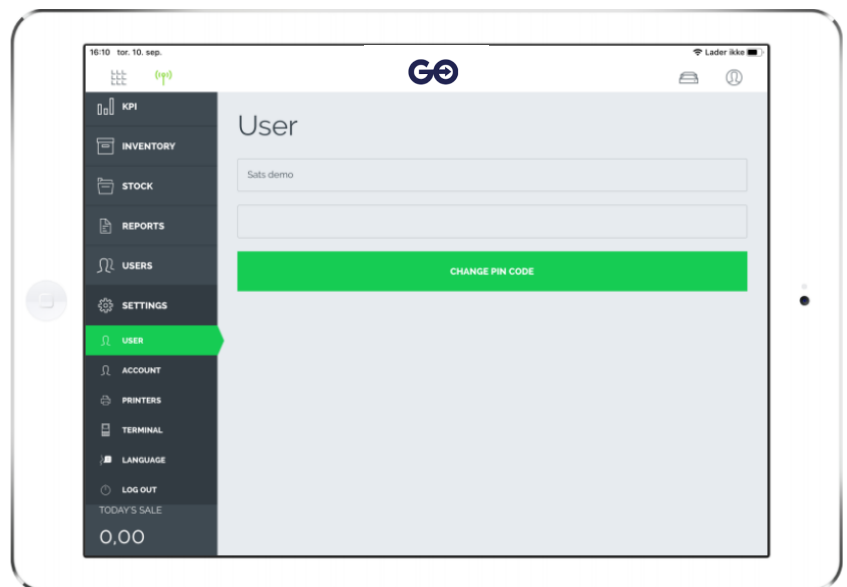 16:10 tor. 10. sep.
Lader ikke
GO
KPI
INVENTORY
STOCK
REPORTS
USERS
SETTINGS
USER
ACCOUNT
PRINTERS
TERMINAL
LANGUAGE
LOG OUT
TODAY'S SALE
0,00
User
Sats demo
CHANGE PIN CODE